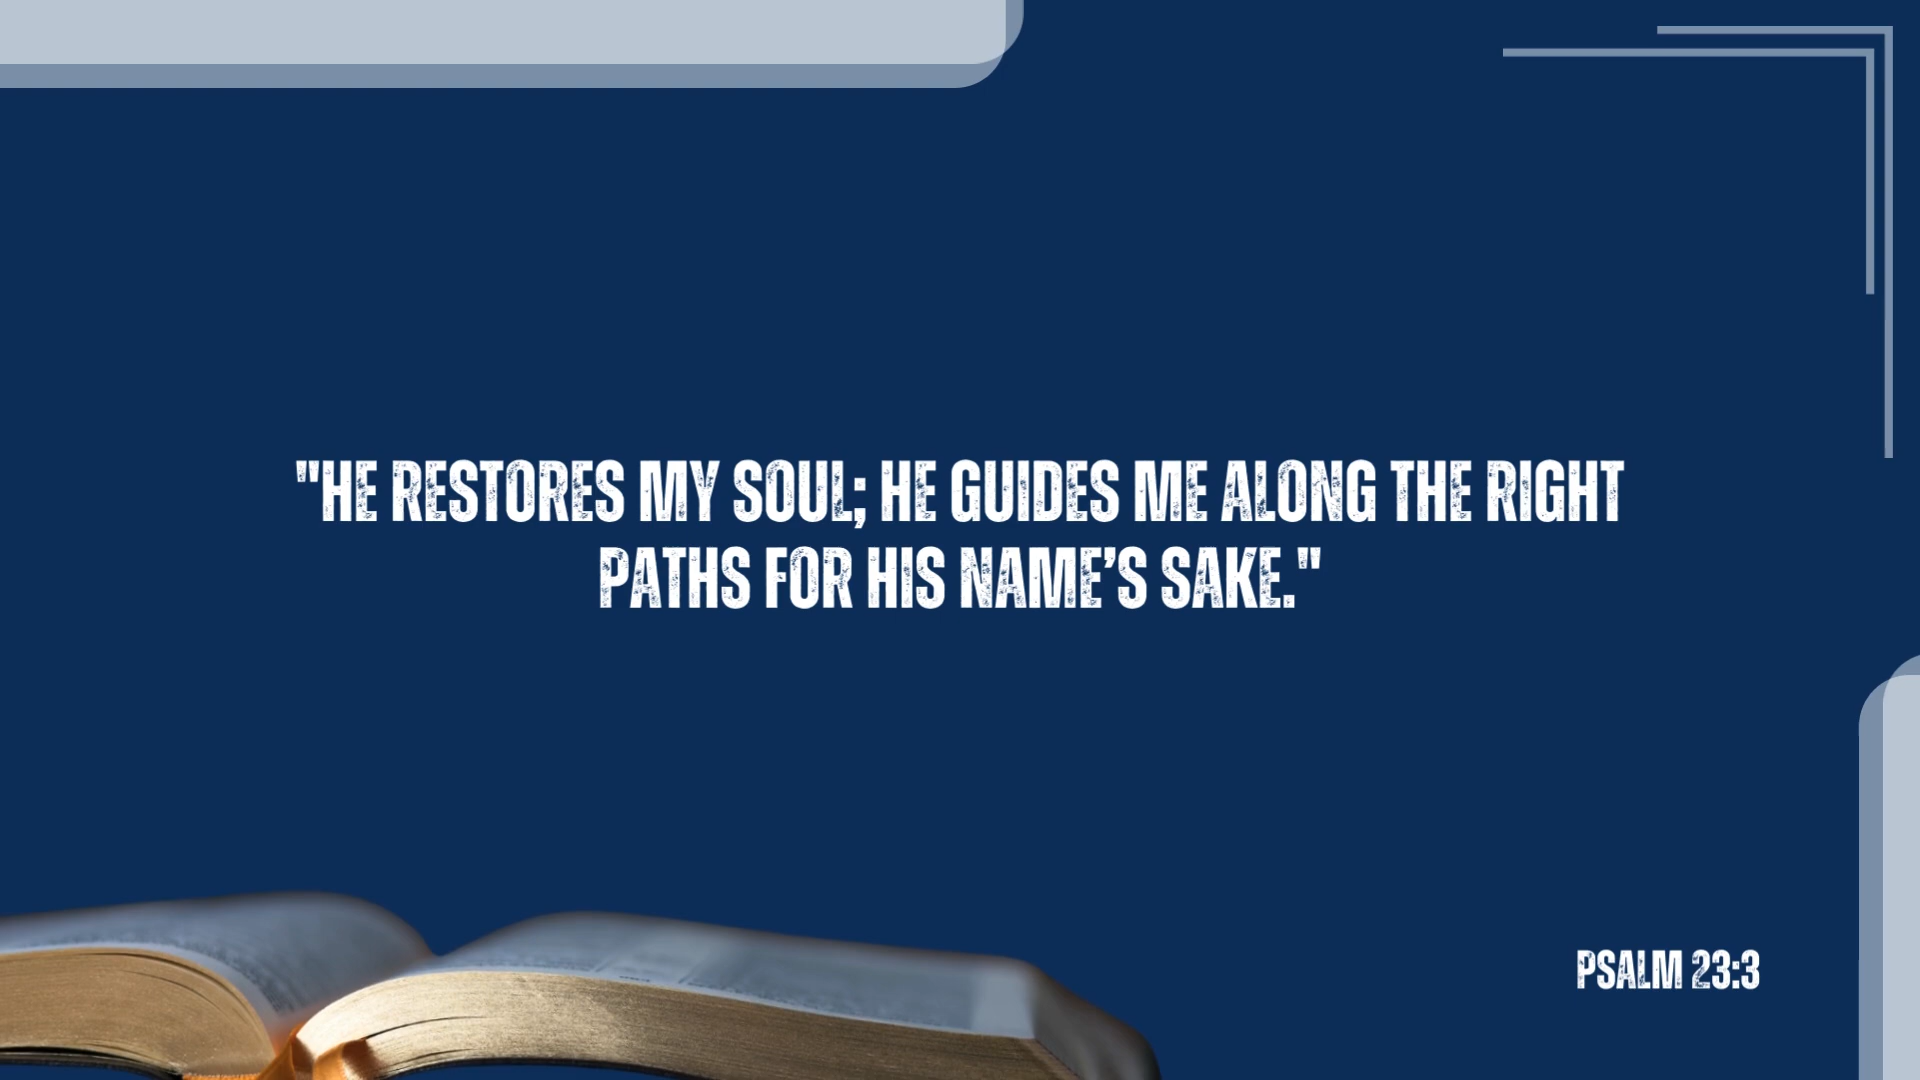 "HE RESTORES MY SOUL; HE GUIDES ME ALONG THE RIGHT
PATHS FOR HIS NAME’S SAKE."
PSALM 23:3